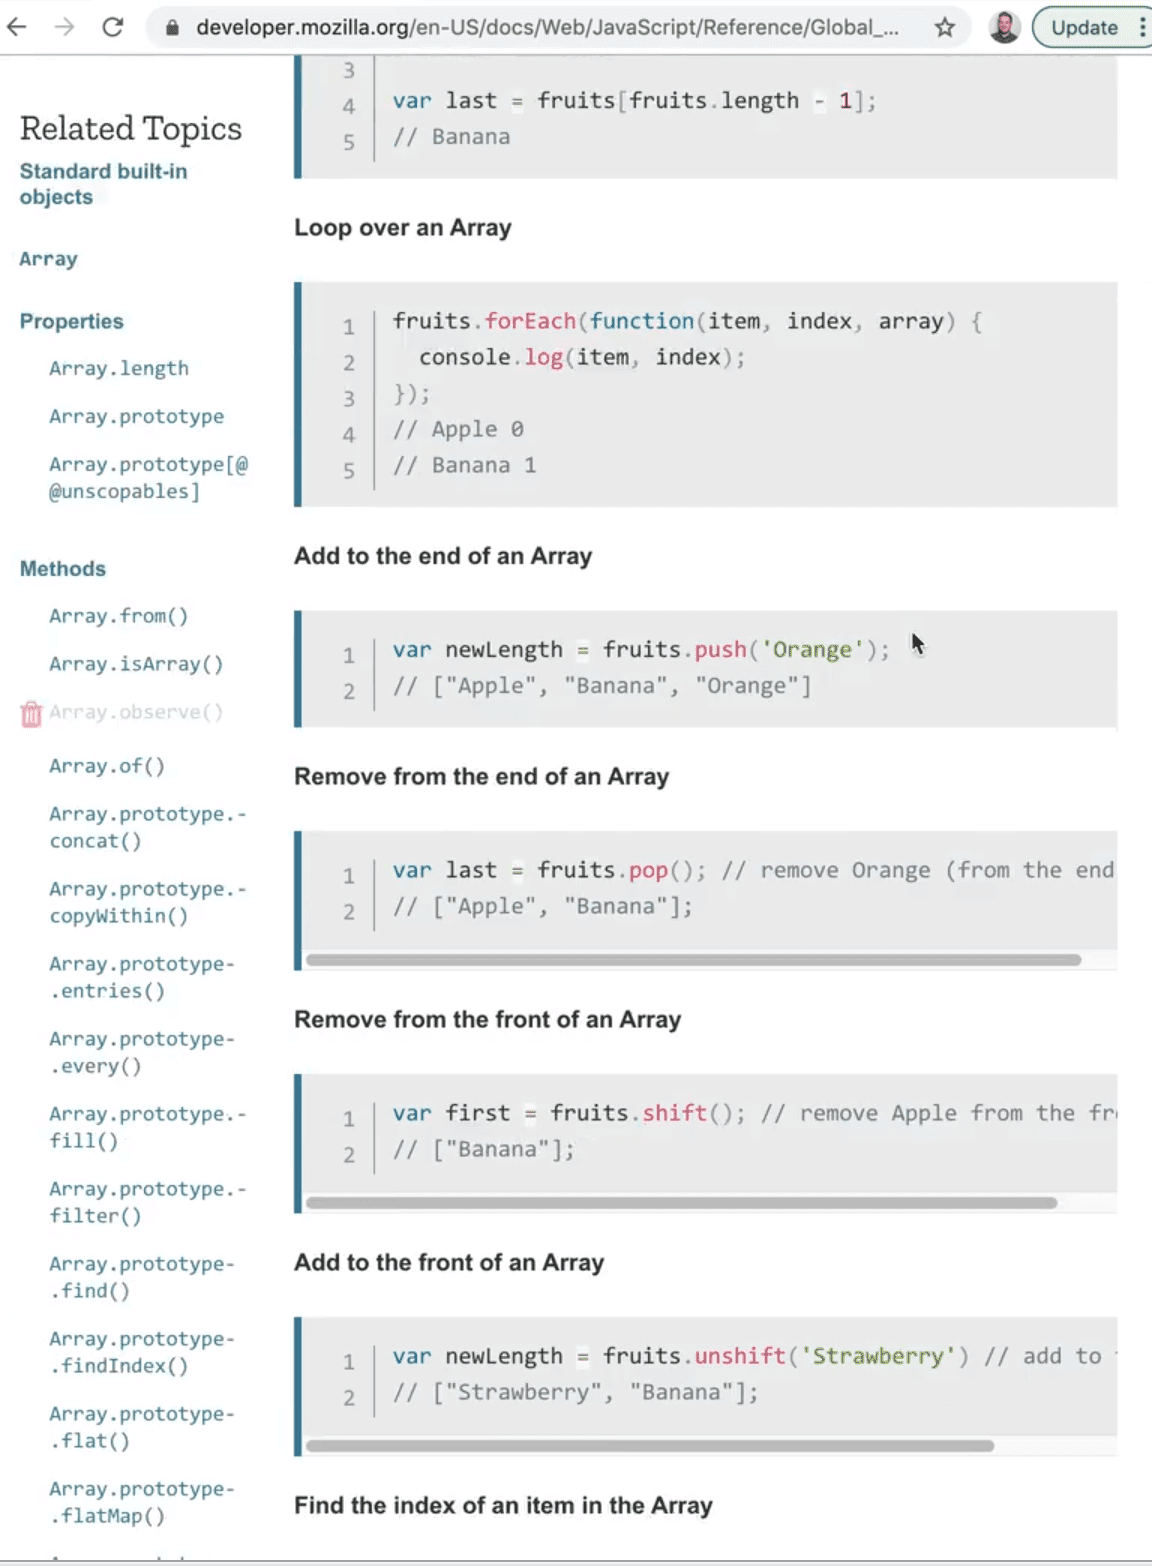 developer.mozilla.org/en-US/docs/Web/JavaScript/Reference/Global_...
Update
Related Topics
Standard built-in
objects
Array
Properties
Array.length
Array.prototype
Array.prototype[@
@unscopables]
Methods
Array.from()
Array.isArray()
Array.observe()
Array.of()
Array.prototype.-
concat()
Array.prototype.-
copyWithin()
Array.prototype-
.entries()
Array.prototype-
.every()
Array.prototype.-
fill()
Array.prototype.-
filter()
Array.prototype-
.find()
Array.prototype-
.findIndex()
Array.prototype-
.flat()
Array.prototype-
.flatMap()
3
4 var last = fruits[fruits.length - 1];
5 // Banana
Loop over an Array
1 fruits.forEach(function(item, index, array) {
2 console.log(item, index);
3 });
4 // Apple 0
5 // Banana 1
Add to the end of an Array
1 var newLength = fruits.push('Orange');
2 // ["Apple", "Banana", "Orange"]
Remove from the end of an Array
1 var last = fruits.pop(); // remove Orange (from the end
2 // ["Apple", "Banana"];
Remove from the front of an Array
1 var first = fruits.shift(); // remove Apple from the
2 // ["Banana"];
Add to the front of an Array
1 var newLength = fruits.unshift('Strawberry') // add to
2 // ["Strawberry", "Banana"];
Find the index of an item in the Array